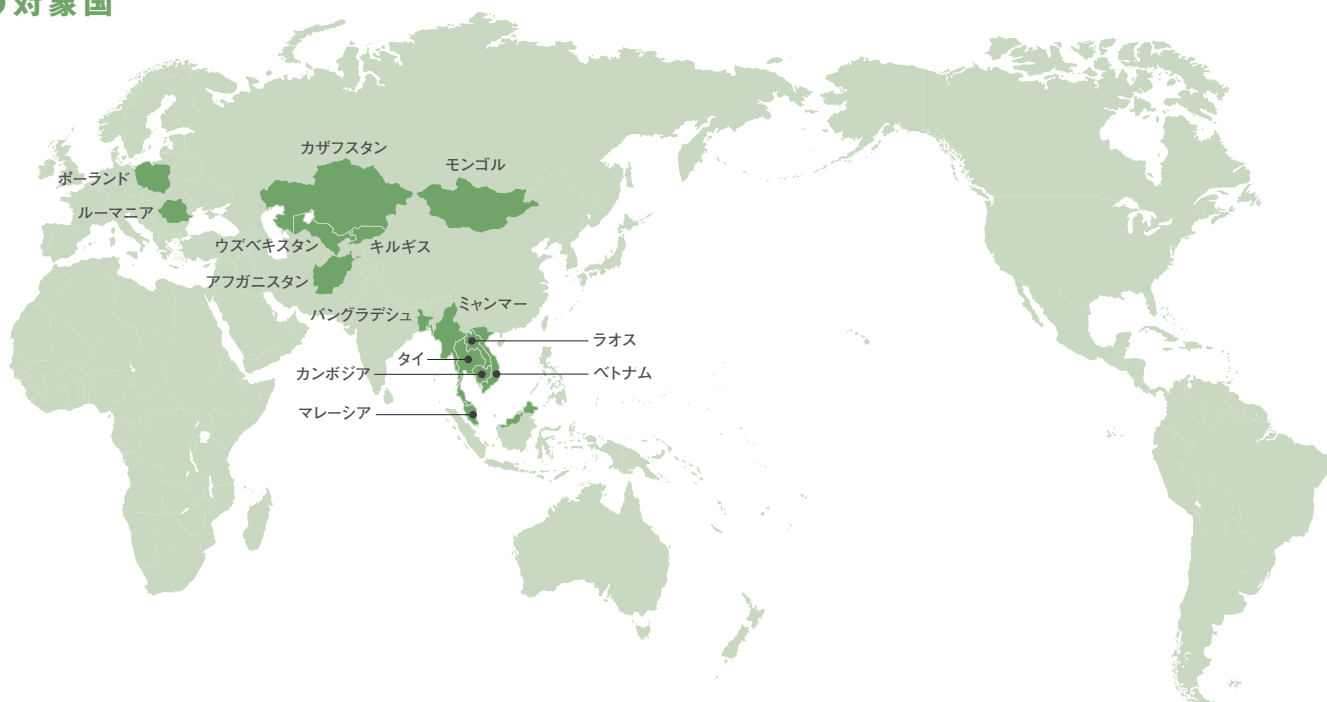 対象国
カザフスタン
モンゴル
ポーランド
ルーマニア
ウズベキスタン
キルギス
アフガニスタン
ミャンマー
バングラデシュ
ラオス
タイ
カンボジア
ベトナム
マレーシア